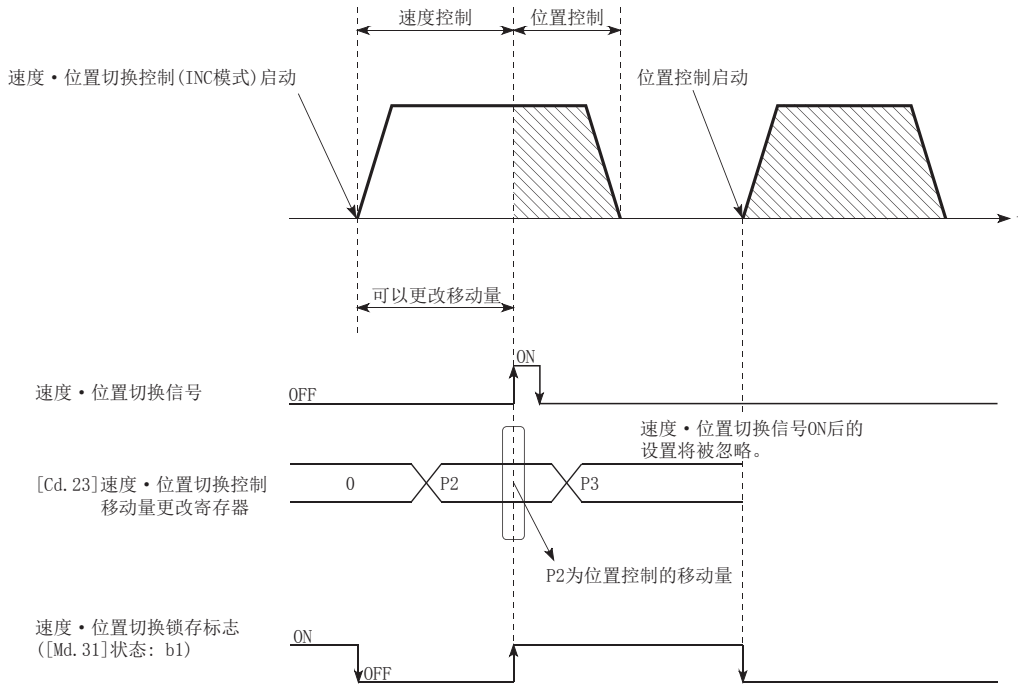 速度控制
位置控制
速度・位置切换控制(INC模式)启动
位置控制启动
可以更改移动量
ON
速度・位置切换信号
OFF
速度・位置切换信号ON后的
设置将被忽略。
[Cd.23]速度・位置切换控制
移动量更改寄存器
0
P2
P3
P2为位置控制的移动量
速度・位置切换锁存标志
([Md.31]状态: b1)
ON
OFF